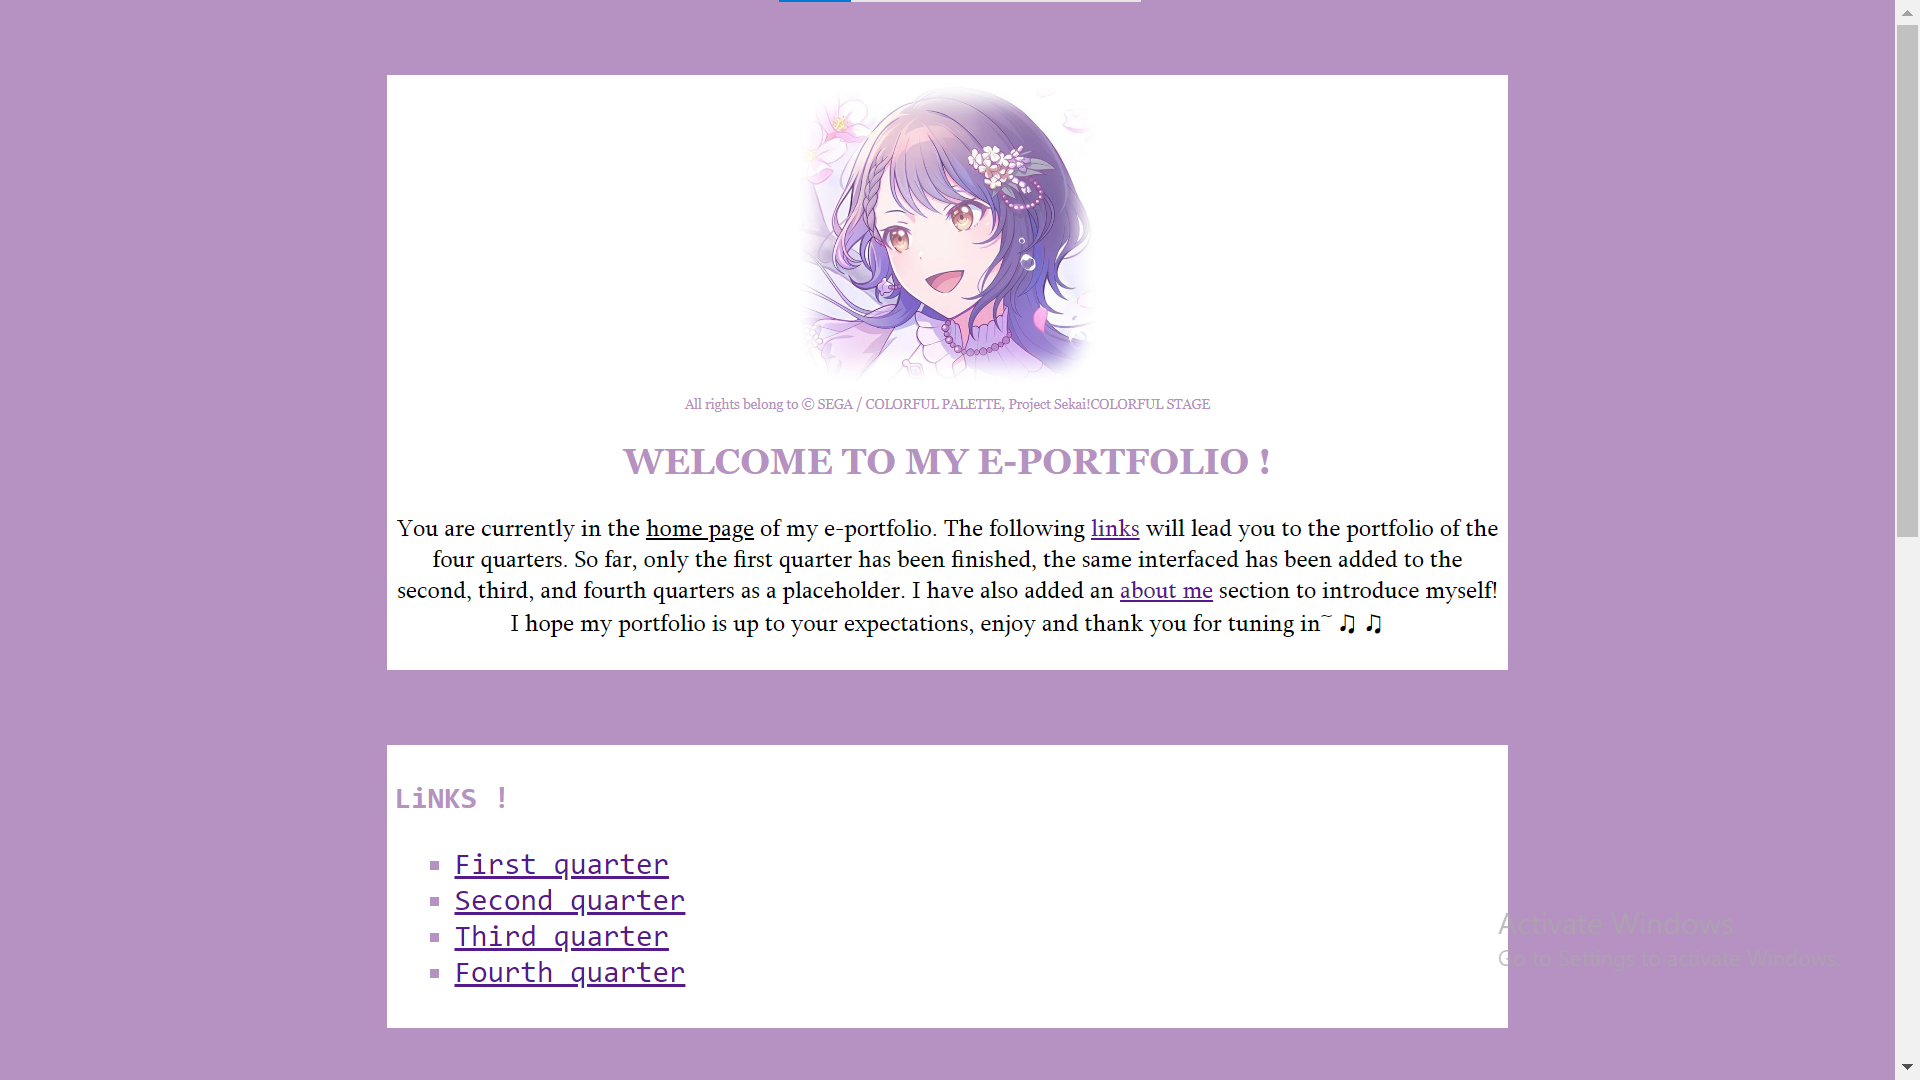 All rights belong to © SEGA / COLORFUL PALETTE, Project Sekai!COLORFUL STAGE
WELCOME TO MY E-PORTFOLIO !
You are currently in the home page of my e-portfolio. The following links will lead you to the portfolio of the
four quarters. So far, only the first quarter has been finished, the same interfaced has been added to the
second, third, and fourth quarters as a placeholder. I have also added an about me section to introduce myself!
I hope my portfolio is up to your expectations, enjoy and thank you for tuning in~ ♫ ♫
LiNKS !
First quarter
Second quarter
Third quarter
Fourth quarter
Activate Windows
Go to Settings to activate Windows.